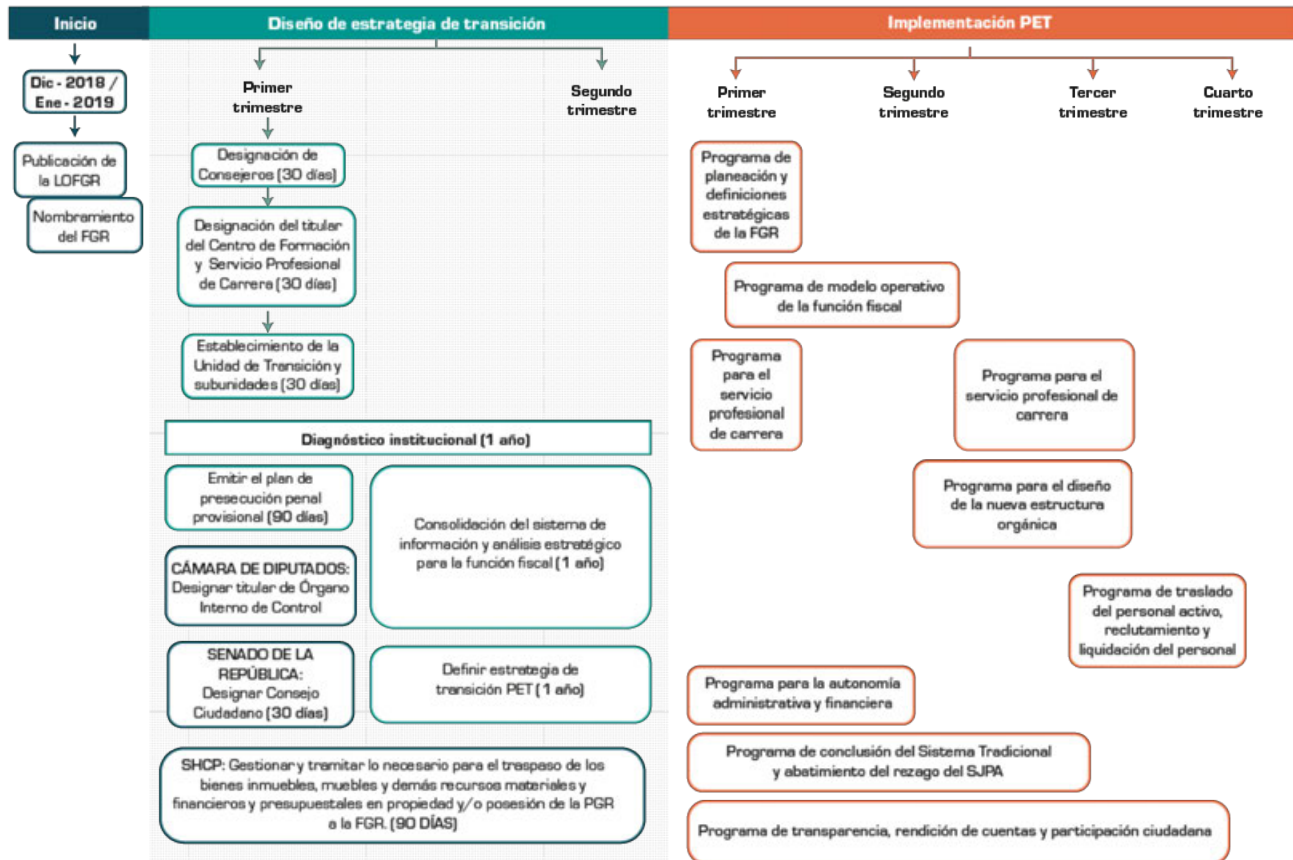 Inicio
Dic - 2018 /
Ene - 2019
Publicación de
la LOFGR
Nombramiento
del FGR
Diseño de estrategia de transición
Primer
trimestre
Segundo
trimestre
Designación de
Consejeros (30 días)
Designación del titular
del Centro de Formación
y Servicio Profesional
de Carrera (30 días)
Establecimiento de la
Unidad de Transición y
subunidades (30 días)
Diagnóstico institucional (1 año)
Emitir el plan de
presecución penal
provisional (90 días)
Consolidación del sistema de
información y análisis estratégico
para la función fiscal (1 año)
CÁMARA DE DIPUTADOS:
Designar titular de Órgano
Interno de Control
SENADO DE LA
REPÚBLICA:
Designar Consejo
Ciudadano (30 días)
Definir estrategia de
transición PET (1 año)
SHCP: Gestionar y tramitar lo necesario para el traspaso de los
bienes inmuebles, muebles y demás recursos materiales y
financieros y presupuestales en propiedad y/o posesión de la PGR
a la FGR. (90 DÍAS)
Implementación PET
Primer
trimestre
Segundo
trimestre
Tercer
trimestre
Cuarto
trimestre
Programa de
planeación y
definiciones
estratégicas
de la FGR
Programa de modelo operativo
de la función fiscal
Programa
para el
servicio
profesional
de carrera
Programa para el
servicio profesional de
carrera
Programa para el diseño
de la nueva estructura
orgánica
Programa de traslado
del personal activo,
reclutamiento y
liquidación del personal
Programa para la autonomía
administrativa y financiera
Programa de conclusión del Sistema Tradicional
y abatimiento del rezago del SJPA
Programa de transparencia, rendición de cuentas y participación ciudadana